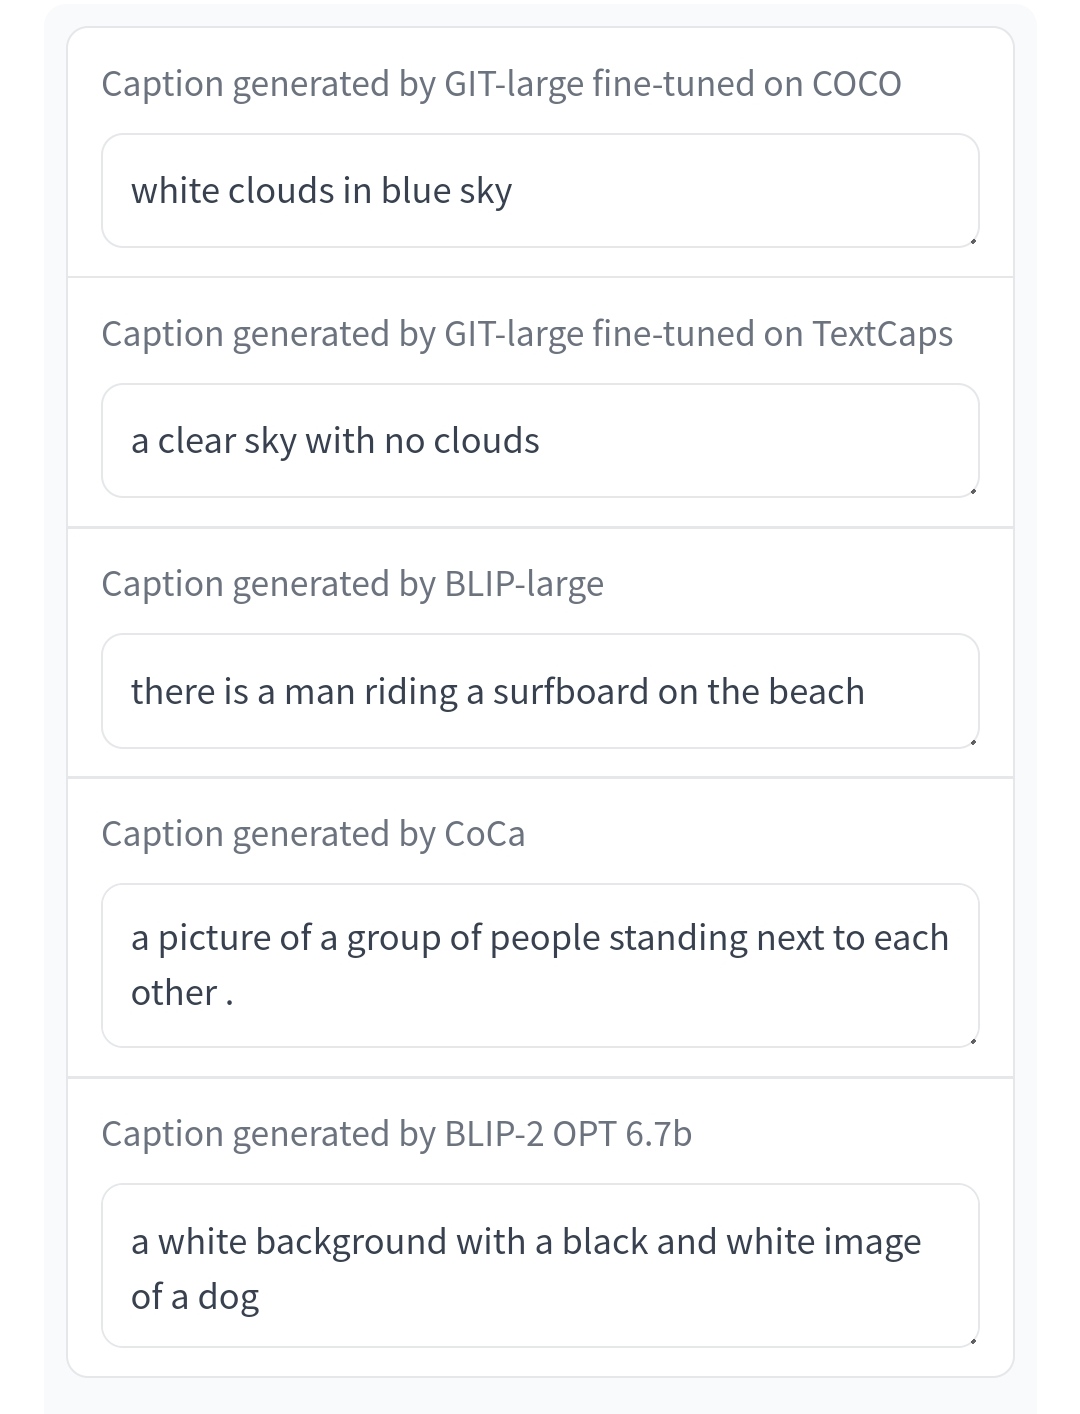 Caption generated by GIT-large fine-tuned on COCO
white clouds in blue sky
Caption generated by GIT-large fine-tuned on TextCaps
a clear sky with no clouds
Caption generated by BLIP-large
there is a man riding a surfboard on the beach
Caption generated by CoCa
a picture of a group of people standing next to each
other .
Caption generated by BLIP-2 OPT 6.7b
a white background with a black and white image
of a dog